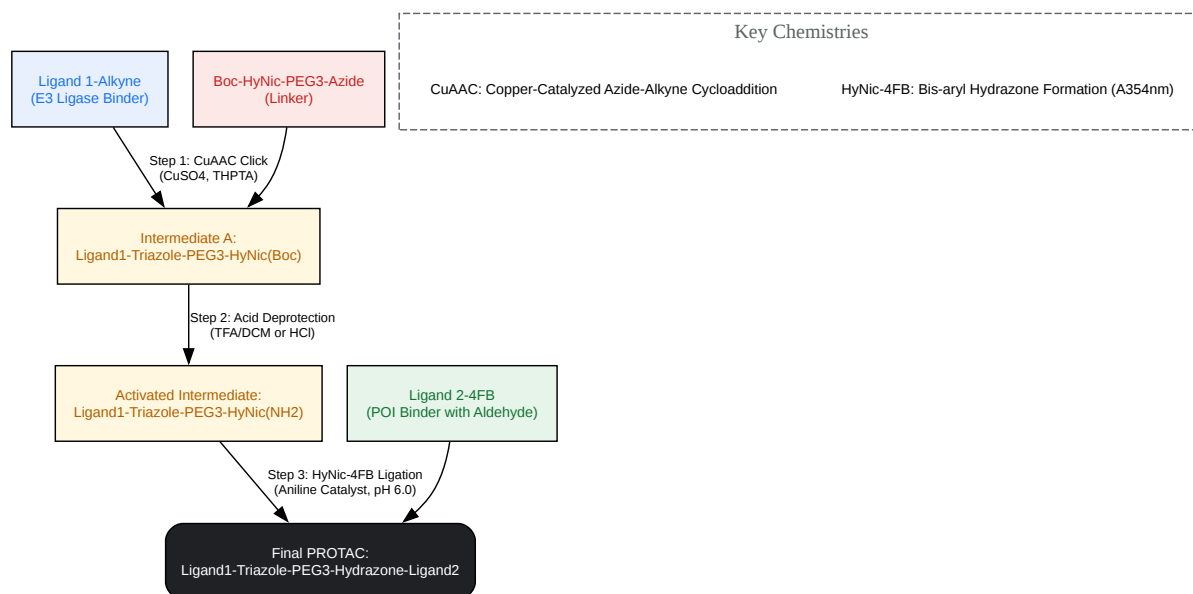 Key Chemistries
Ligand 1-Alkyne
(E3 Ligase Binder)
Boc-HyNic-PEG3-Azide
(Linker)
CuAAC: Copper-Catalyzed Azide-Alkyne Cycloaddition
HyNic-4FB: Bis-aryl Hydrazone Formation (A354nm)
Step 1: CuAAC Click
(CuSO4, THPTA)
Intermediate A:
Ligand1-Triazole-PEG3-HyNic(Boc)
Step 2: Acid Deprotection
(TFA/DCM or HCl)
Activated Intermediate:
Ligand1-Triazole-PEG3-HyNic(NH2)
Ligand 2-4FB
(POI Binder with Aldehyde)
Step 3: HyNic-4FB Ligation
(Aniline Catalyst, pH 6.0)
Final PROTAC:
Ligand1-Triazole-PEG3-Hydrazone-Ligand2